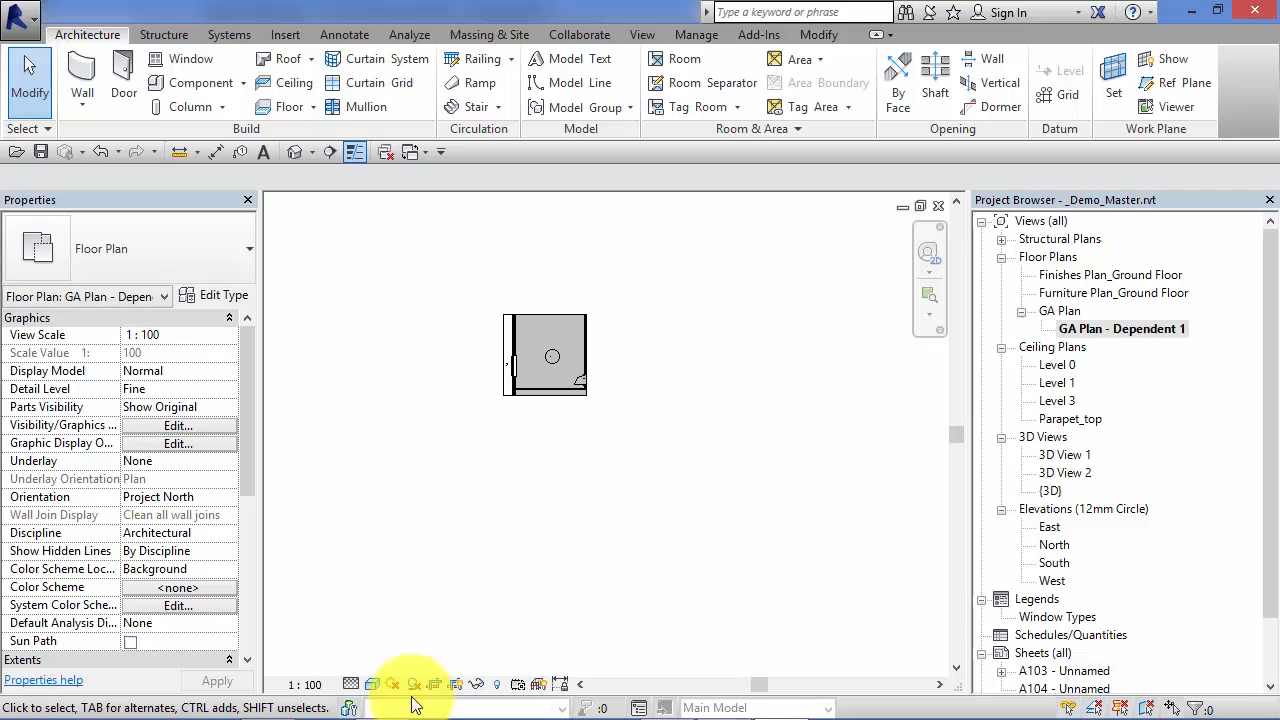 Type a keyword or phrase
Sign In
Architecture Structure Systems Insert Annotate Analyze Massing & Site Collaborate View Manage Add-Ins Modify
Modify
Select
Wall
Door
Window
Component
Column
Roof
Ceiling
Floor
Curtain System
Curtain Grid
Mullion
Build
Railing
Ramp
Stair
Circulation
Model Text
Model Line
Model Group
Model
Room
Room Separator
Tag Room
Area
Area Boundary
Tag Area
Room & Area
By Face
Shaft
Wall
Vertical
Dormer
Opening
Level
Grid
Datum
Set
Show
Ref Plane
Viewer
Work Plane
Properties
Floor Plan
Floor Plan: GA Plan - Depen
Edit Type
Graphics
View Scale 1 : 100
Scale Value 1: 100
Display Model Normal
Detail Level Fine
Parts Visibility Show Original
Visibility/Graphics ... Edit...
Graphic Display O... Edit...
Underlay None
Underlay Orientation Plan
Orientation Project North
Wall Join Display Clean all wall joins
Discipline Architectural
Show Hidden Lines By Discipline
Color Scheme Loc... Background
Color Scheme <none>
System Color Sche... Edit...
Default Analysis Di... None
Sun Path
Extents
Properties help
Apply
2D
Project Browser - _Demo_Master.rvt
Views (all)
Structural Plans
Floor Plans
Finishes Plan_Ground Floor
Furniture Plan_Ground Floor
GA Plan
GA Plan - Dependent 1
Ceiling Plans
Level 0
Level 1
Level 3
Parapet_top
3D Views
3D View 1
3D View 2
{3D}
Elevations (12mm Circle)
East
North
South
West
Legends
Window Types
Schedules/Quantities
Sheets (all)
A103 - Unnamed
A104 - Unnamed
1 : 100
Click to select, TAB for alternates, CTRL adds, SHIFT unselects.
:0
Main Model
:0